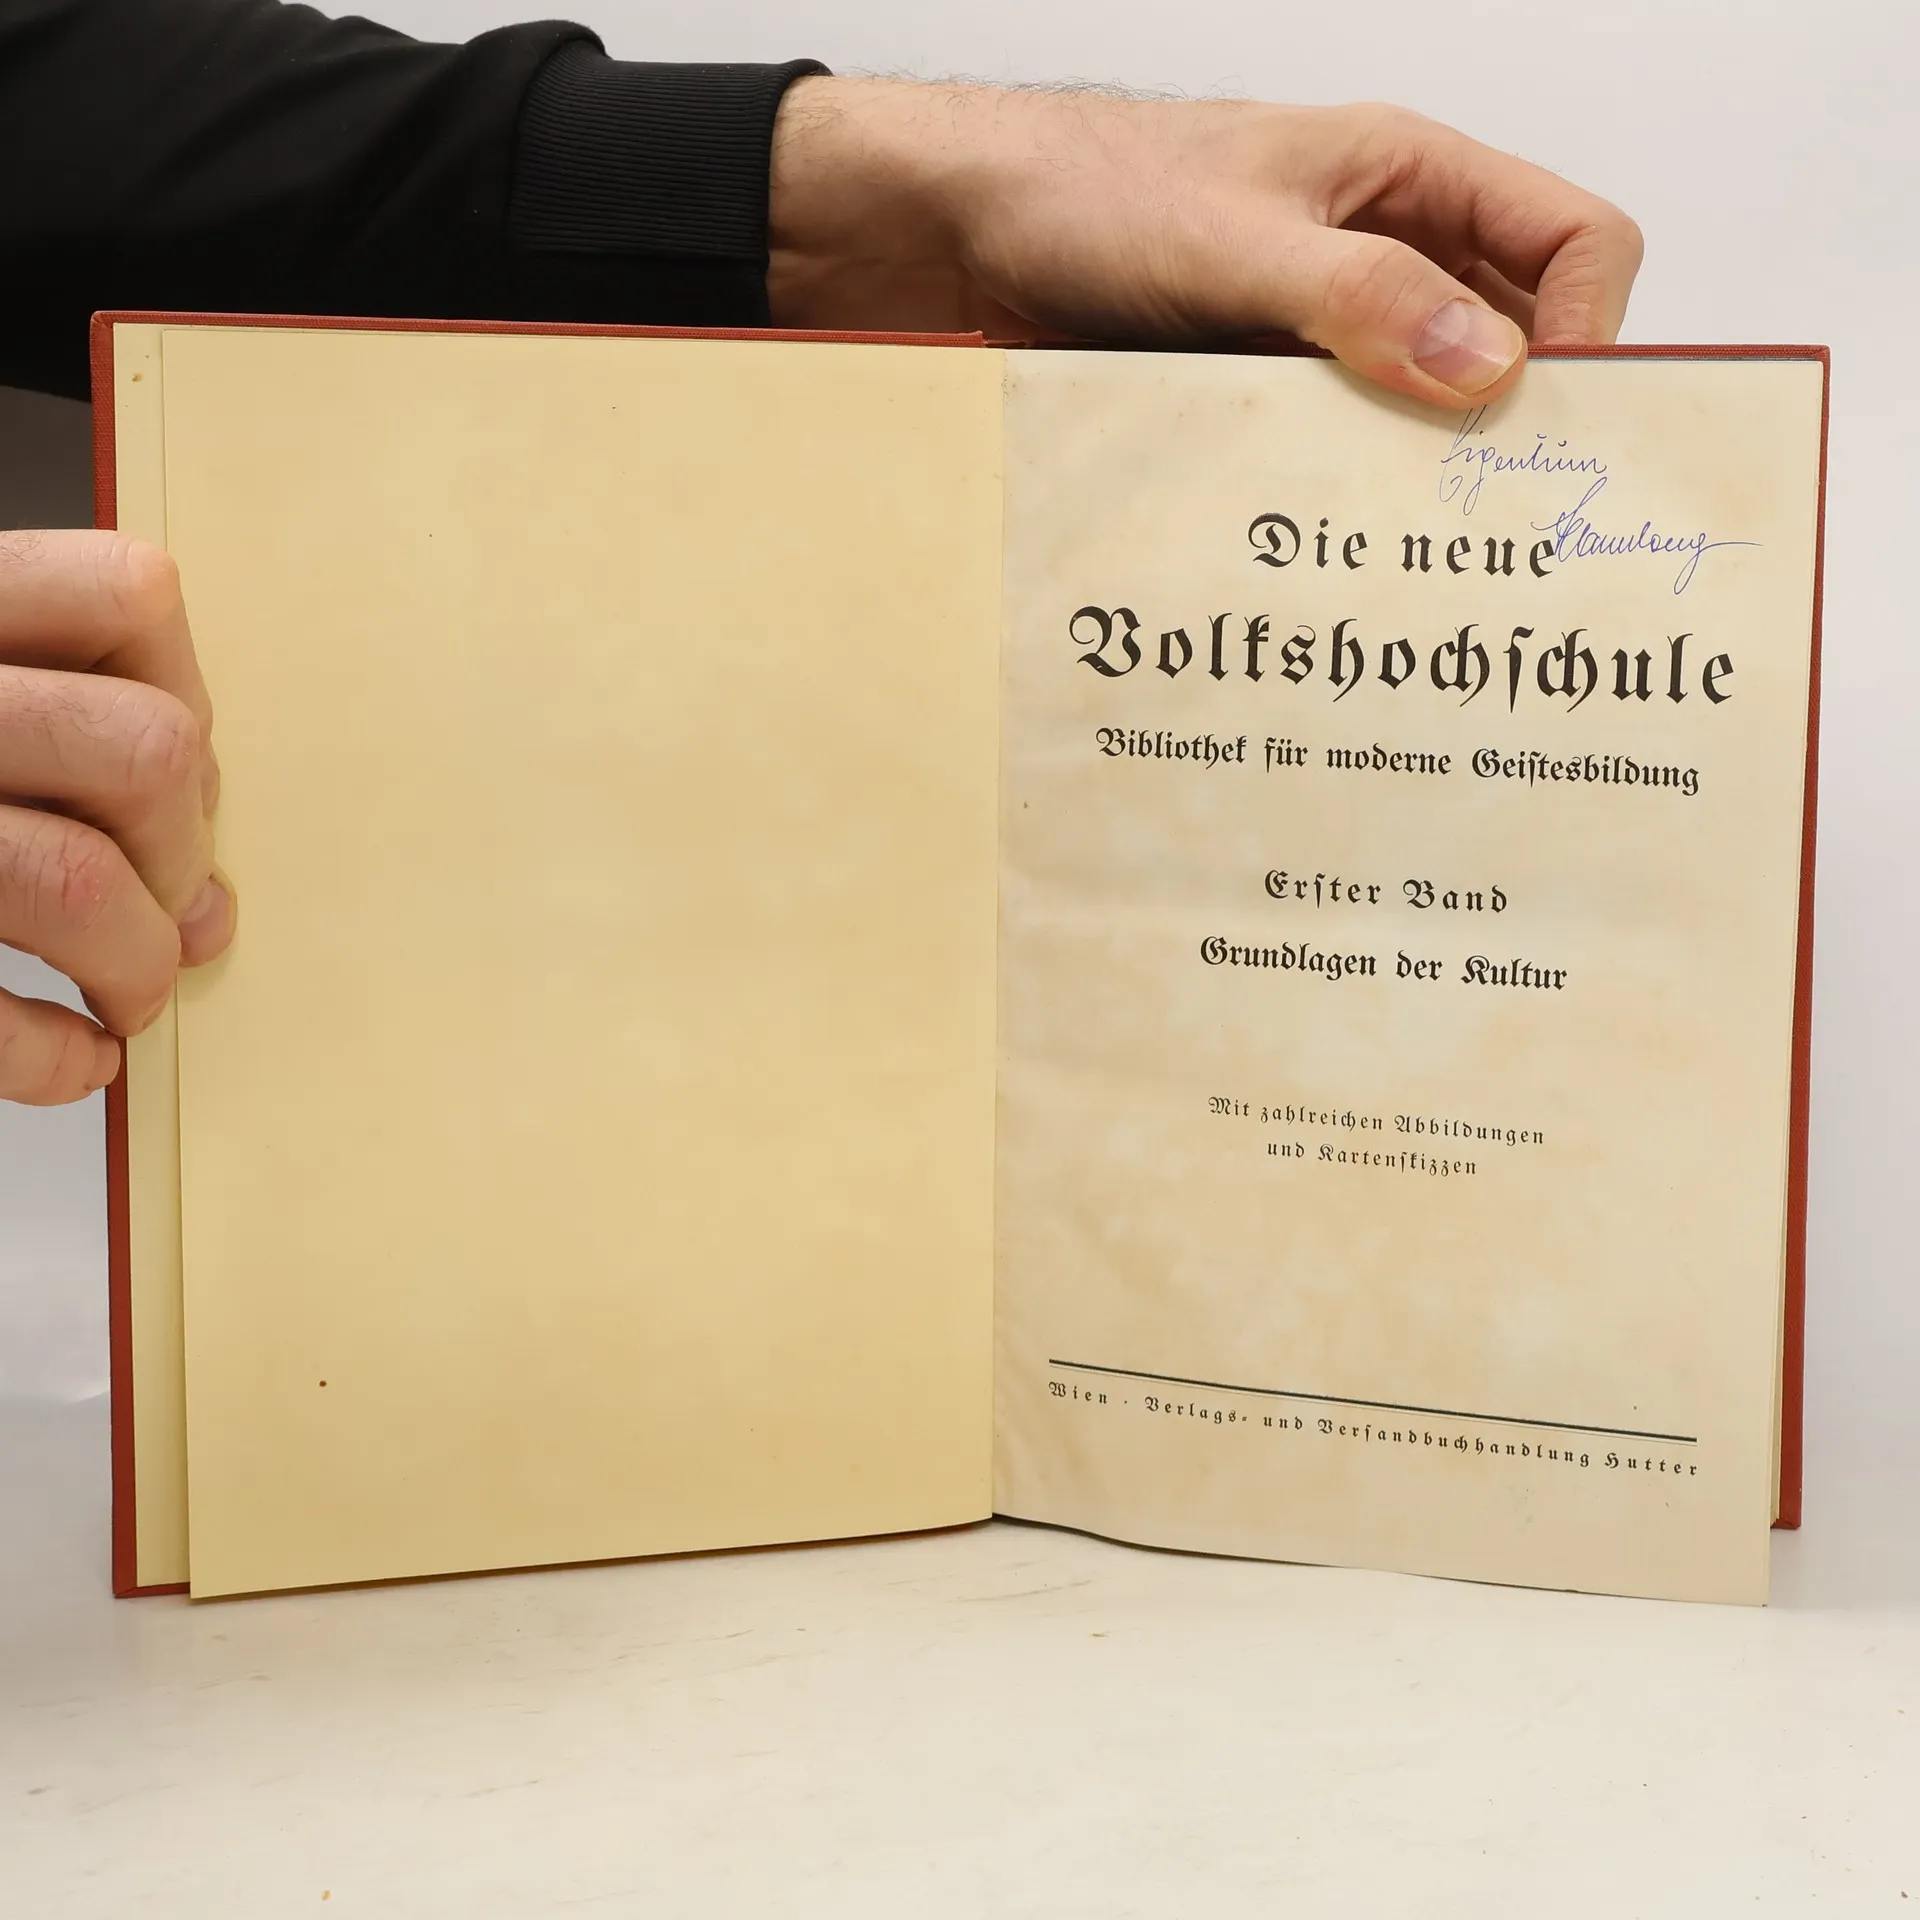 Eigentum
Die neue
Volkshochſchule
Bibliothek für moderne Geiſtesbildung
Erſter Band
Grundlagen der Kultur
Mit zahlreichen Abbildungen
und Kartenſkizzen
Wien · Verlags- und Verſandbuchhandlung Hutter